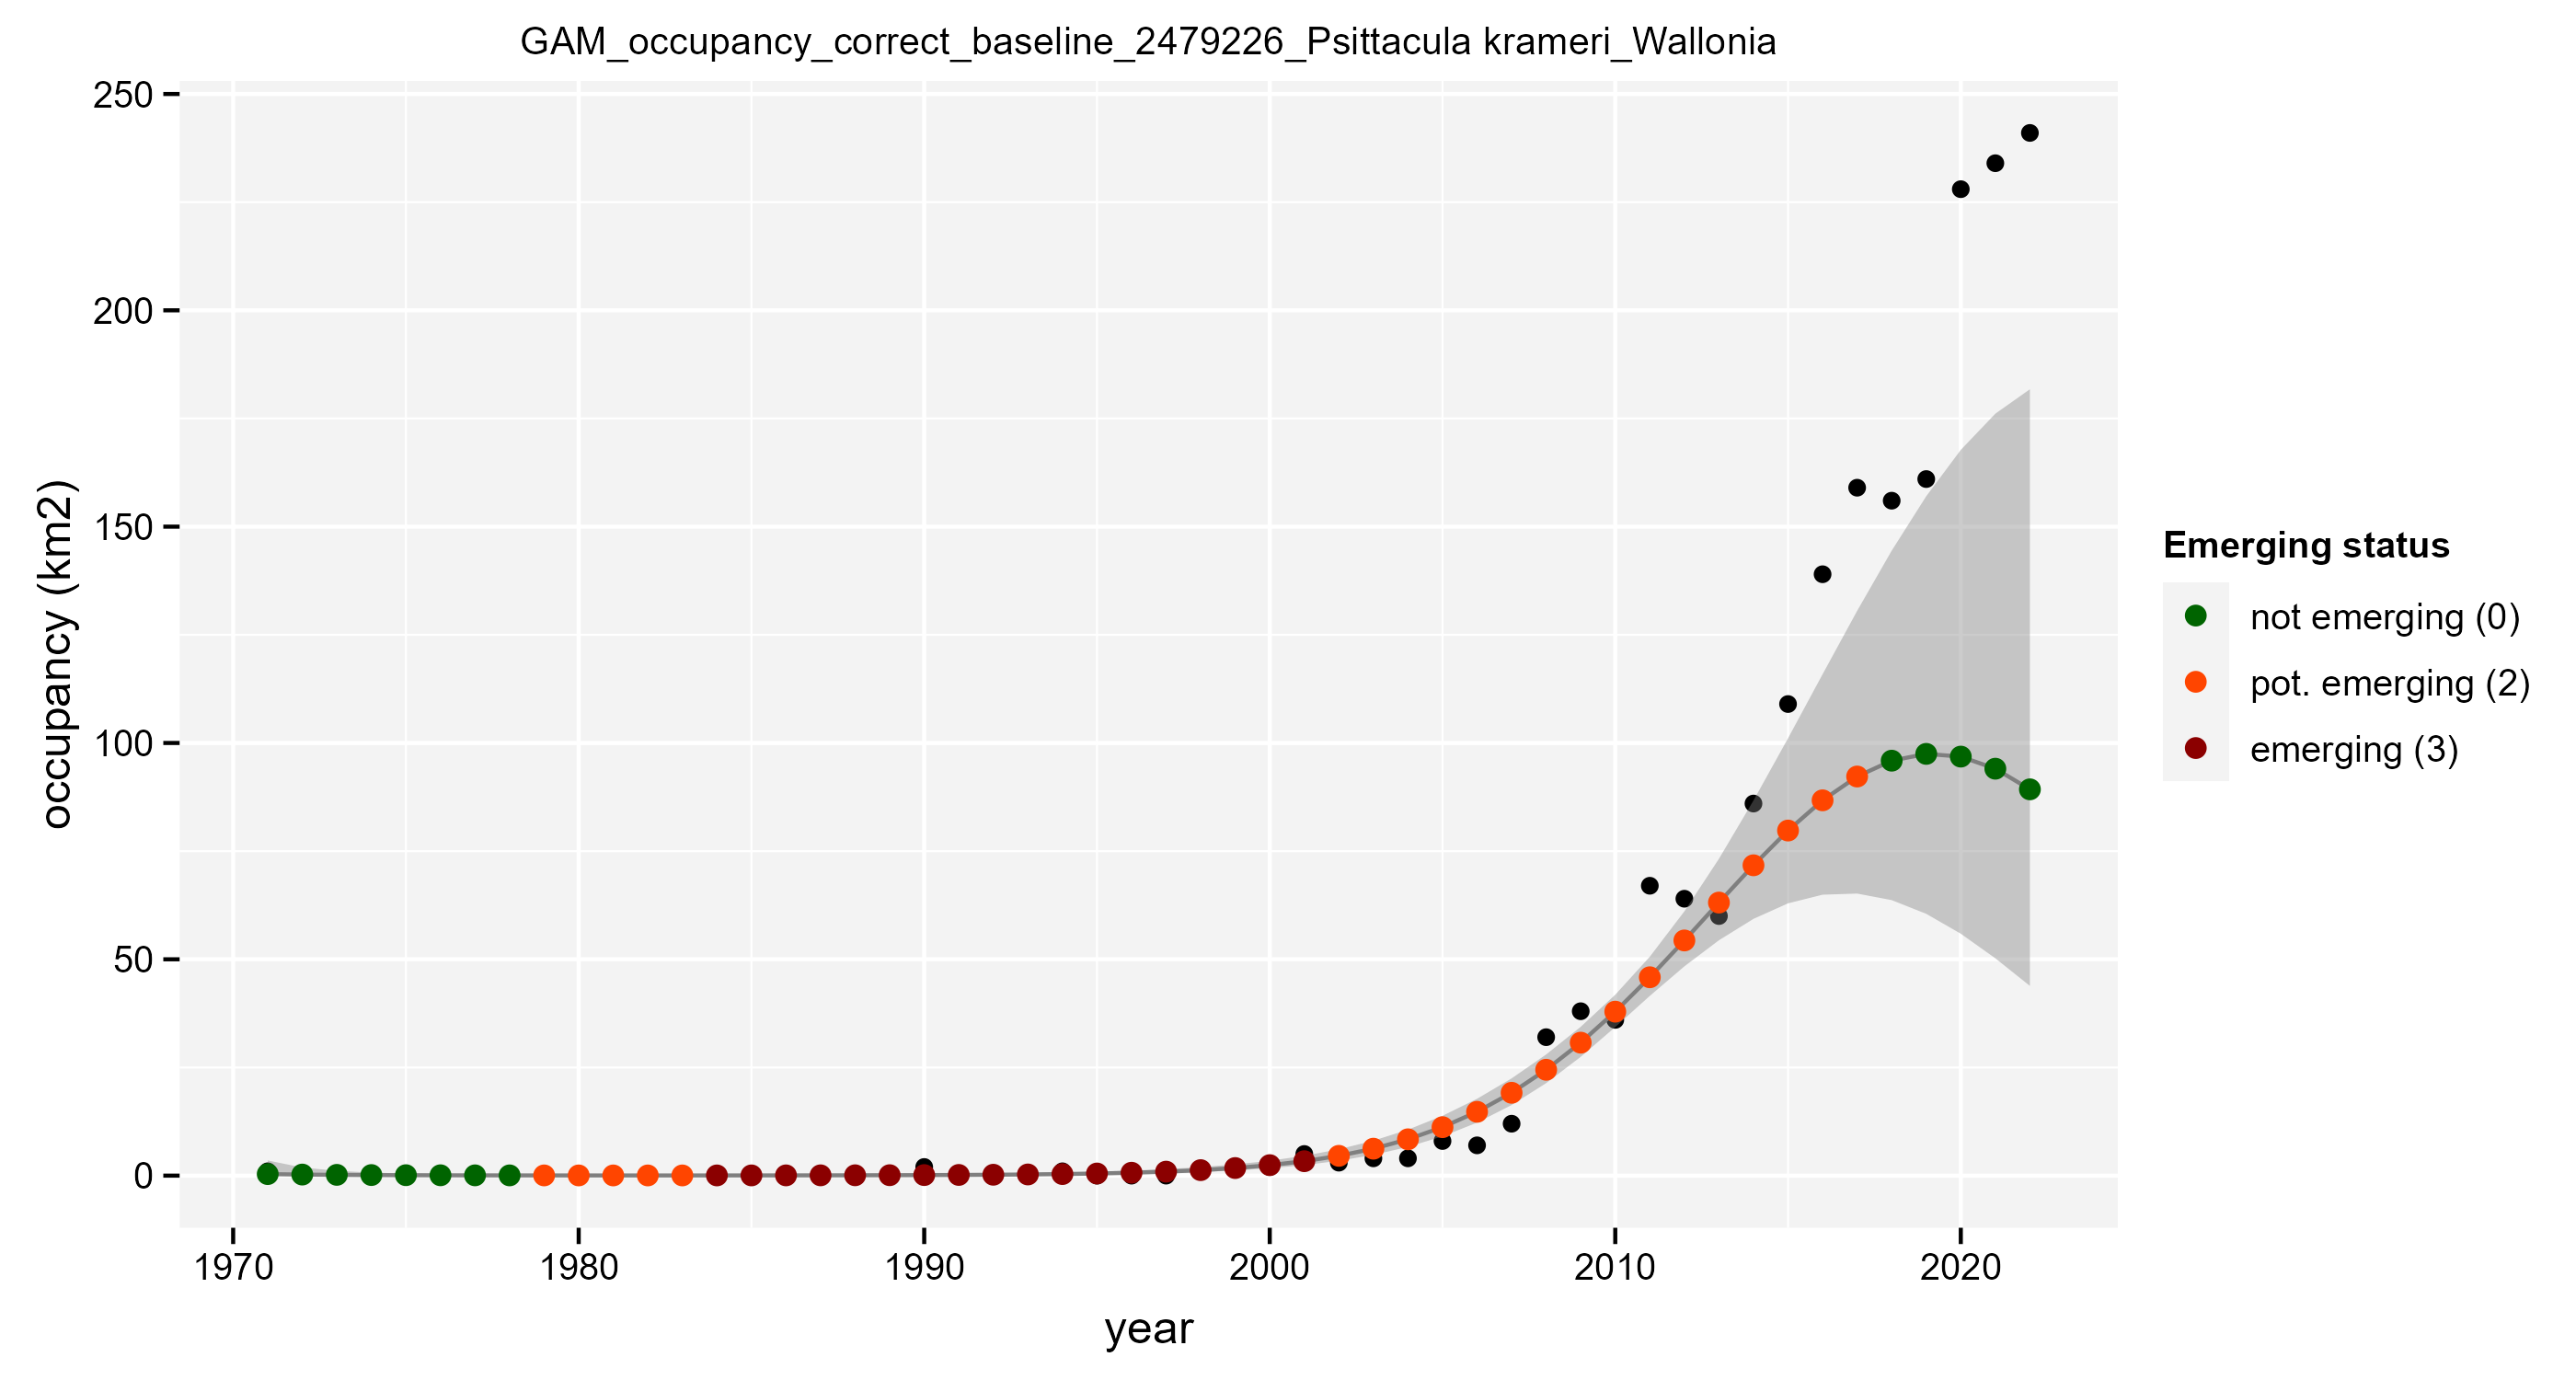 GAM_occupancy_correct_baseline_2479226_Psittacula krameri_Wallonia
250
200
150
100
50
0
occupancy (km2)
1970 1980 1990 2000 2010 2020
year
Emerging status
not emerging (0)
pot. emerging (2)
emerging (3)